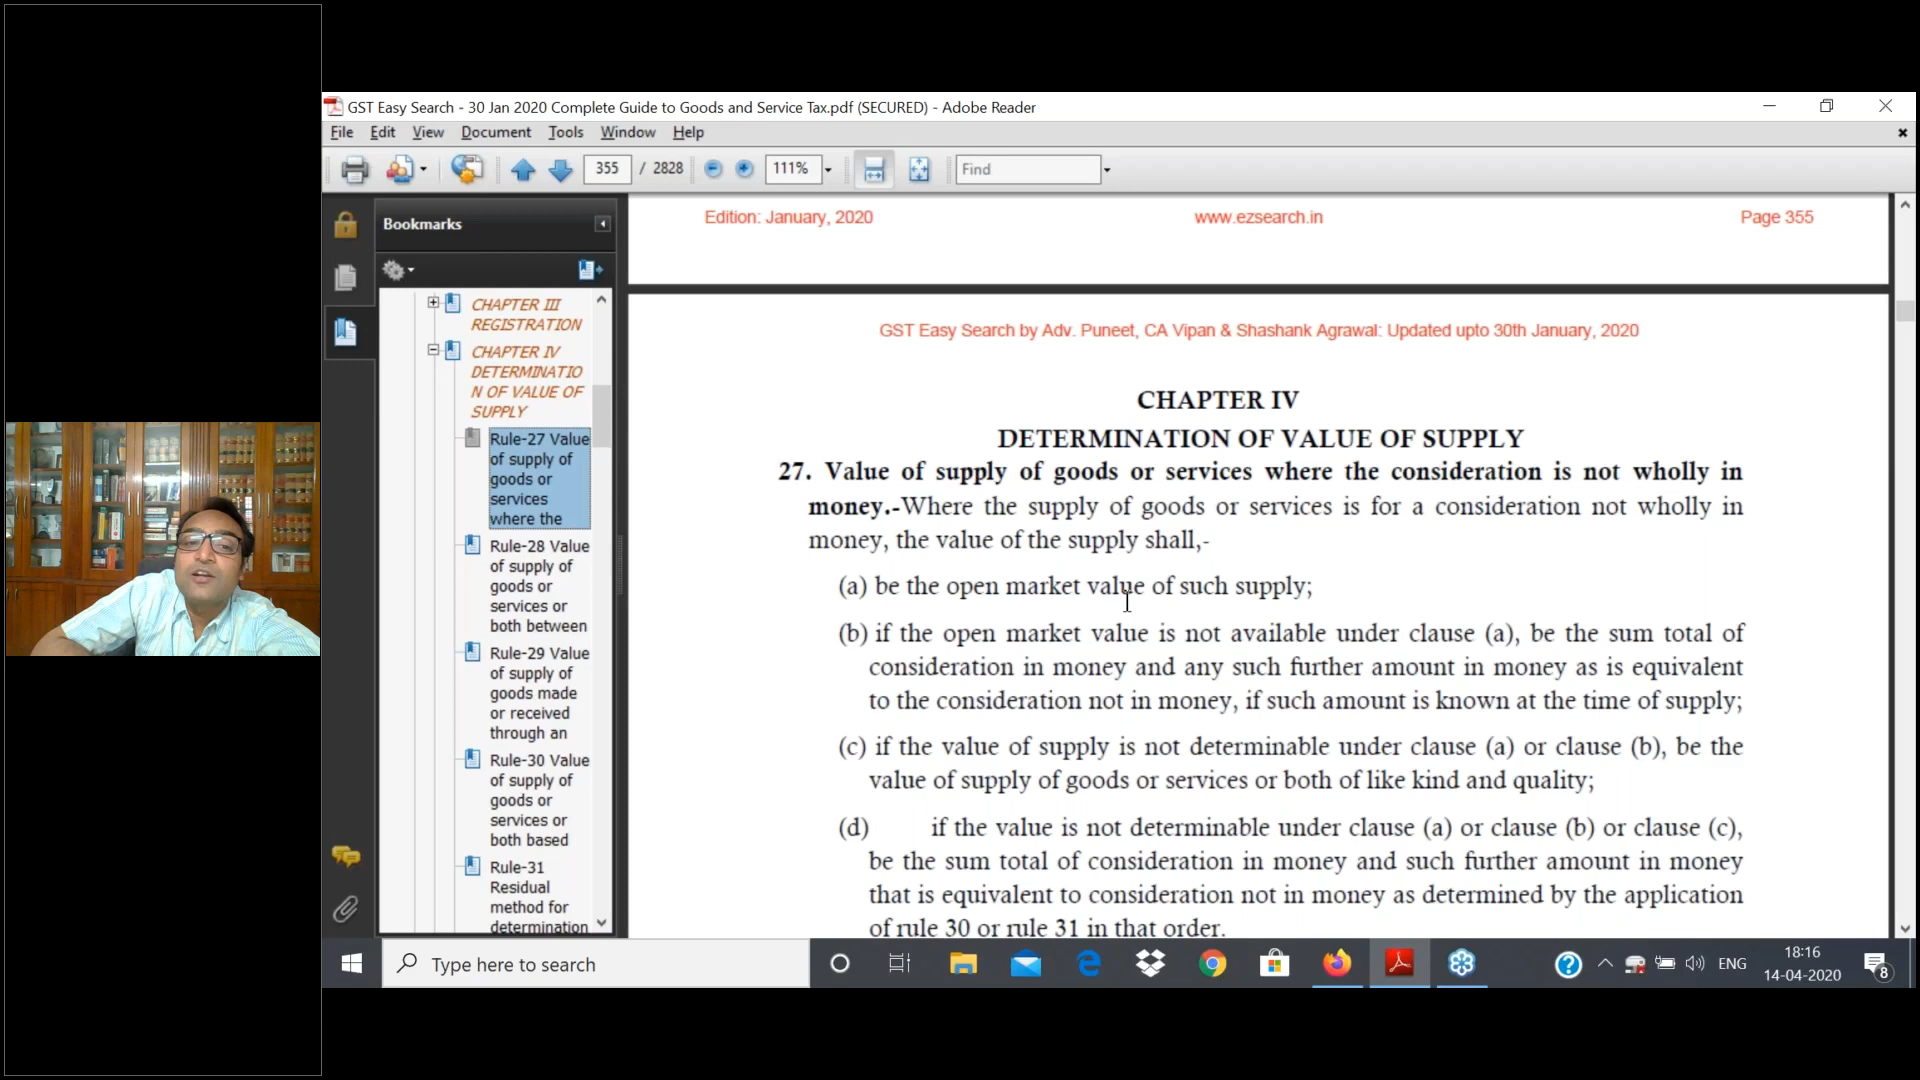 GST Easy Search - 30 Jan 2020 Complete Guide to Goods and Service Tax.pdf (SECURED) - Adobe Reader
File Edit View Document Tools Window Help
355 / 2828 111% Find
Bookmarks
CHAPTER III
REGISTRATION
CHAPTER IV
DETERMINATIO
N OF VALUE OF
SUPPLY
Rule-27 Value
of supply of
goods or
services
where the
Rule-28 Value
of supply of
goods or
services or
both between
Rule-29 Value
of supply of
goods made
or received
through an
Rule-30 Value
of supply of
goods or
services or
both based
Rule-31
Residual
method for
determination
Edition: January, 2020 www.ezsearch.in Page 355
GST Easy Search by Adv. Puneet, CA Vipan & Shashank Agrawal: Updated upto 30th January, 2020
CHAPTER IV
DETERMINATION OF VALUE OF SUPPLY
27. Value of supply of goods or services where the consideration is not wholly in
money.-Where the supply of goods or services is for a consideration not wholly in
money, the value of the supply shall,-
(a) be the open market value of such supply;
(b) if the open market value is not available under clause (a), be the sum total of
consideration in money and any such further amount in money as is equivalent
to the consideration not in money, if such amount is known at the time of supply;
(c) if the value of supply is not determinable under clause (a) or clause (b), be the
value of supply of goods or services or both of like kind and quality;
(d) if the value is not determinable under clause (a) or clause (b) or clause (c),
be the sum total of consideration in money and such further amount in money
that is equivalent to consideration not in money as determined by the application
of rule 30 or rule 31 in that order.
Type here to search
ENG
18:16
14-04-2020
8